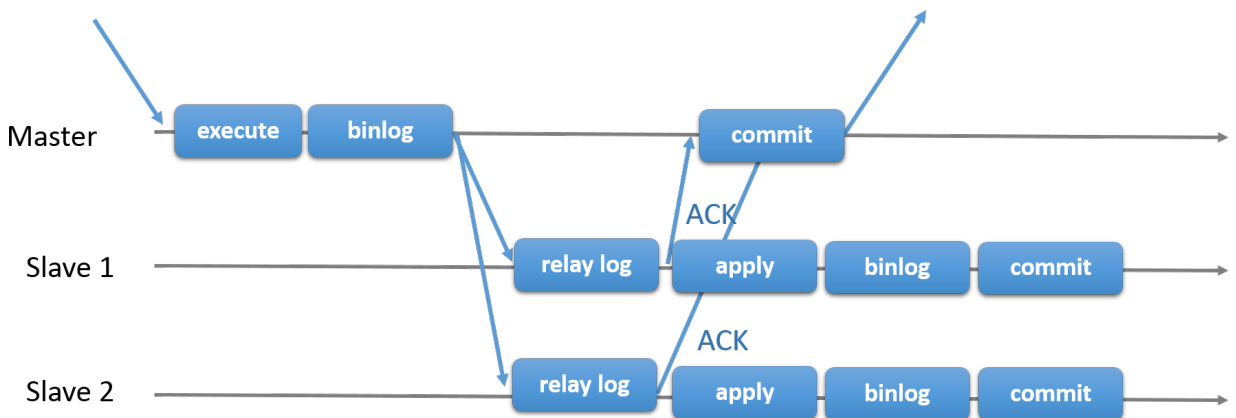 Master execute binlog commit
ACK
Slave 1 relay log apply binlog commit
ACK
Slave 2 relay log apply binlog commit